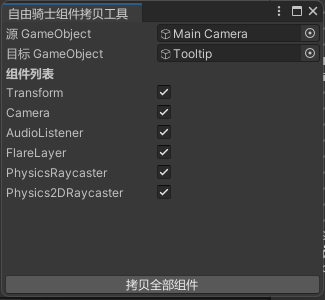 自由骑士组件拷贝工具
源 GameObject Main Camera
目标 GameObject Tooltip
组件列表
Transform
Camera
AudioListener
FlareLayer
PhysicsRaycaster
Physics2DRaycaster
拷贝全部组件